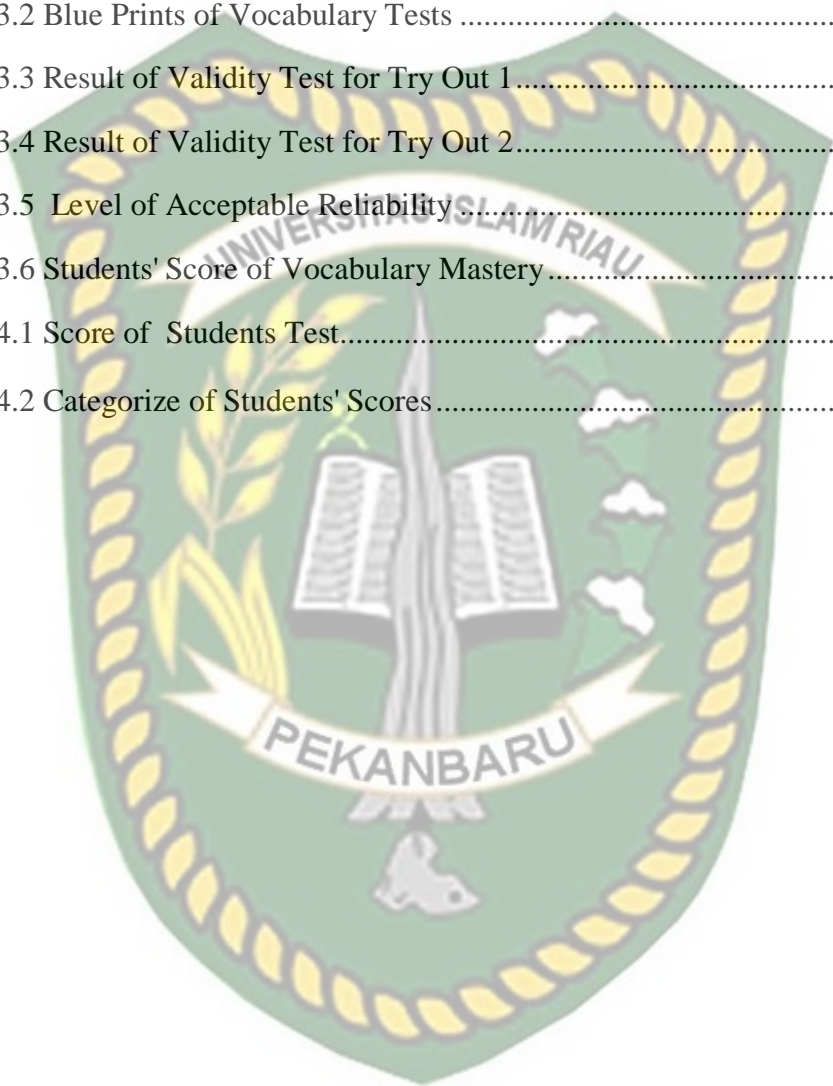 3.2 Blue Prints of Vocabulary Tests ........................................
3.3 Result of Validity Test for Try Out 1..................................
3.4 Result of Validity Test for Try Out 2..................................
3.5  Level of Acceptable Reliability ........................................
UNIVERSITAS ISLAM RIAU
3.6 Students' Score of Vocabulary Mastery ..............................
4.1 Score of  Students Test......................................................
4.2 Categorize of Students' Scores ..........................................
PEKANBARU